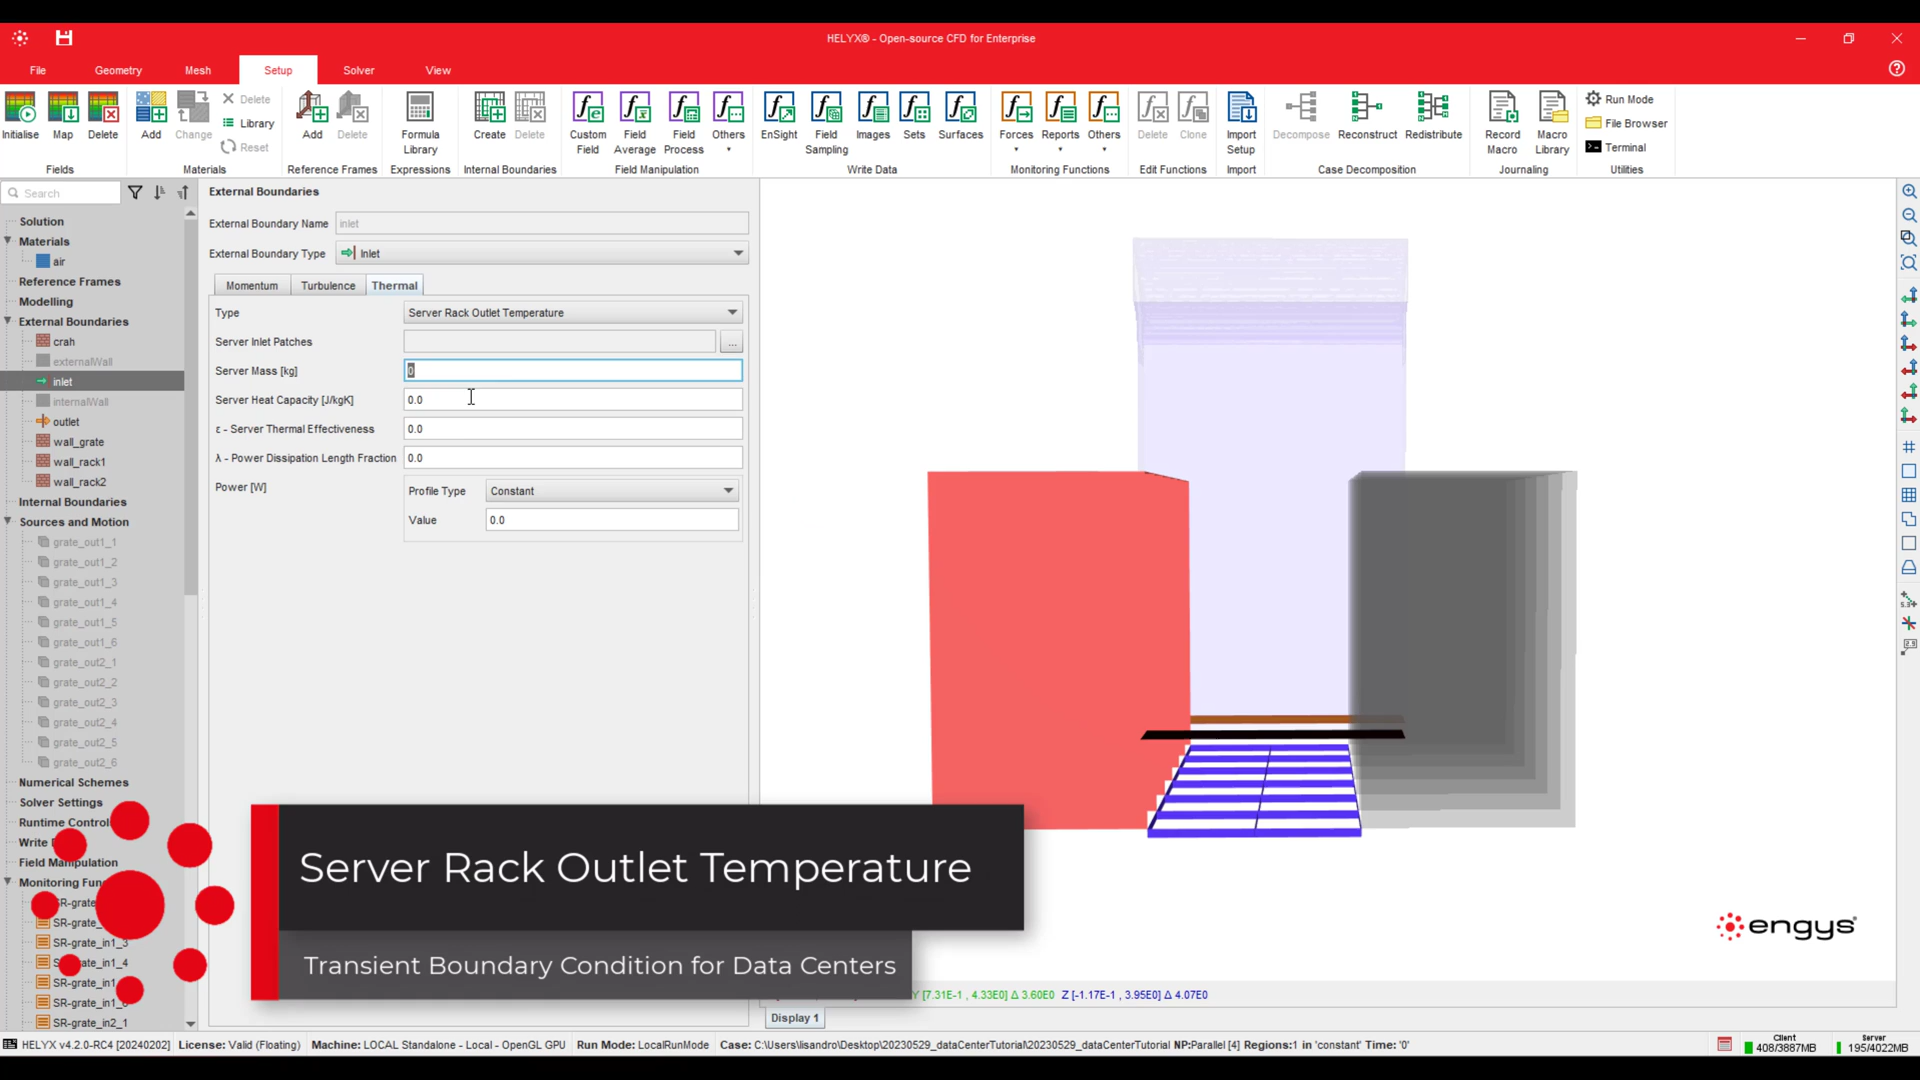 HELYX® - Open-source CFD for Enterprise
File Geometry Mesh Setup Solver View
Initialise Map Delete Add Change Delete Library Reset Add Delete Formula Library Create Delete Custom Field Field Average Field Process Others EnSight Field Sampling Images Sets Surfaces Forces Reports Others Delete Clone Import Setup Decompose Reconstruct Redistribute Record Macro Macro Library Run Mode File Browser Terminal
Fields Materials Reference Frames Expressions Internal Boundaries Field Manipulation Write Data Monitoring Functions Edit Functions Import Case Decomposition Journaling Utilities
Search
Solution
Materials
air
Reference Frames
Modelling
External Boundaries
crah
externalWall
inlet
internalWall
outlet
wall_grate
wall_rack1
wall_rack2
Internal Boundaries
Sources and Motion
grate_out1_1
grate_out1_2
grate_out1_3
grate_out1_4
grate_out1_5
grate_out1_6
grate_out2_1
grate_out2_2
grate_out2_3
grate_out2_4
grate_out2_5
grate_out2_6
Numerical Schemes
Solver Settings
Runtime Control
Write
Field Manipulation
Monitoring Fun
SR-grate_in1_3
SR-grate_in2_1
External Boundaries
External Boundary Name inlet
External Boundary Type Inlet
Momentum Turbulence Thermal
Type Server Rack Outlet Temperature
Server Inlet Patches ...
Server Mass [kg] 0
Server Heat Capacity [J/kgK] 0.0
ε - Server Thermal Effectiveness 0.0
λ - Power Dissipation Length Fraction 0.0
Power [W] Profile Type Constant
Value 0.0
Server Rack Outlet Temperature
Transient Boundary Condition for Data Centers
engys®
Y [7.31E-1 , 4.33E0] Δ 3.60E0 Z [-1.17E-1 , 3.95E0] Δ 4.07E0
Display 1
HELYX v4.2.0-RC4 [20240202] License: Valid (Floating) Machine: LOCAL Standalone - Local - OpenGL GPU Run Mode: LocalRunMode Case: C:\Users\lisandro\Desktop\20230529_dataCenterTutorial\20230529_dataCenterTutorial NP:Parallel [4] Regions:1 in 'constant' Time: '0'
Client 408/3887MB Server 195/4022MB